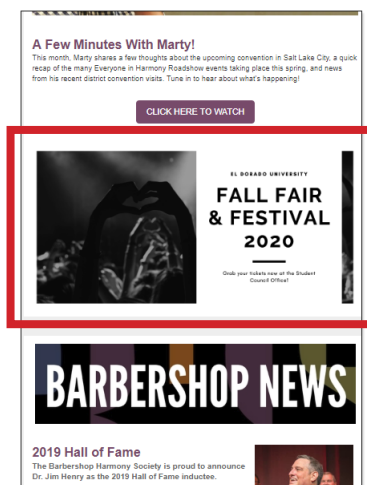 A Few Minutes With Marty!
This month, Marty shares a few thoughts about the upcoming convention in Salt Lake City, a quick
recap of the many Everyone in Harmony Roadshow events taking place this spring, and news
from his recent district convention visits. Tune in to hear about what's happening!
CLICK HERE TO WATCH
EL DORADO UNIVERSITY
FALL FAIR
& FESTIVAL
2020
Grab your tickets now at the Student
Council Office!
BARBERSHOP NEWS
2019 Hall of Fame
The Barbershop Harmony Society is proud to announce
Dr. Jim Henry as the 2019 Hall of Fame inductee.